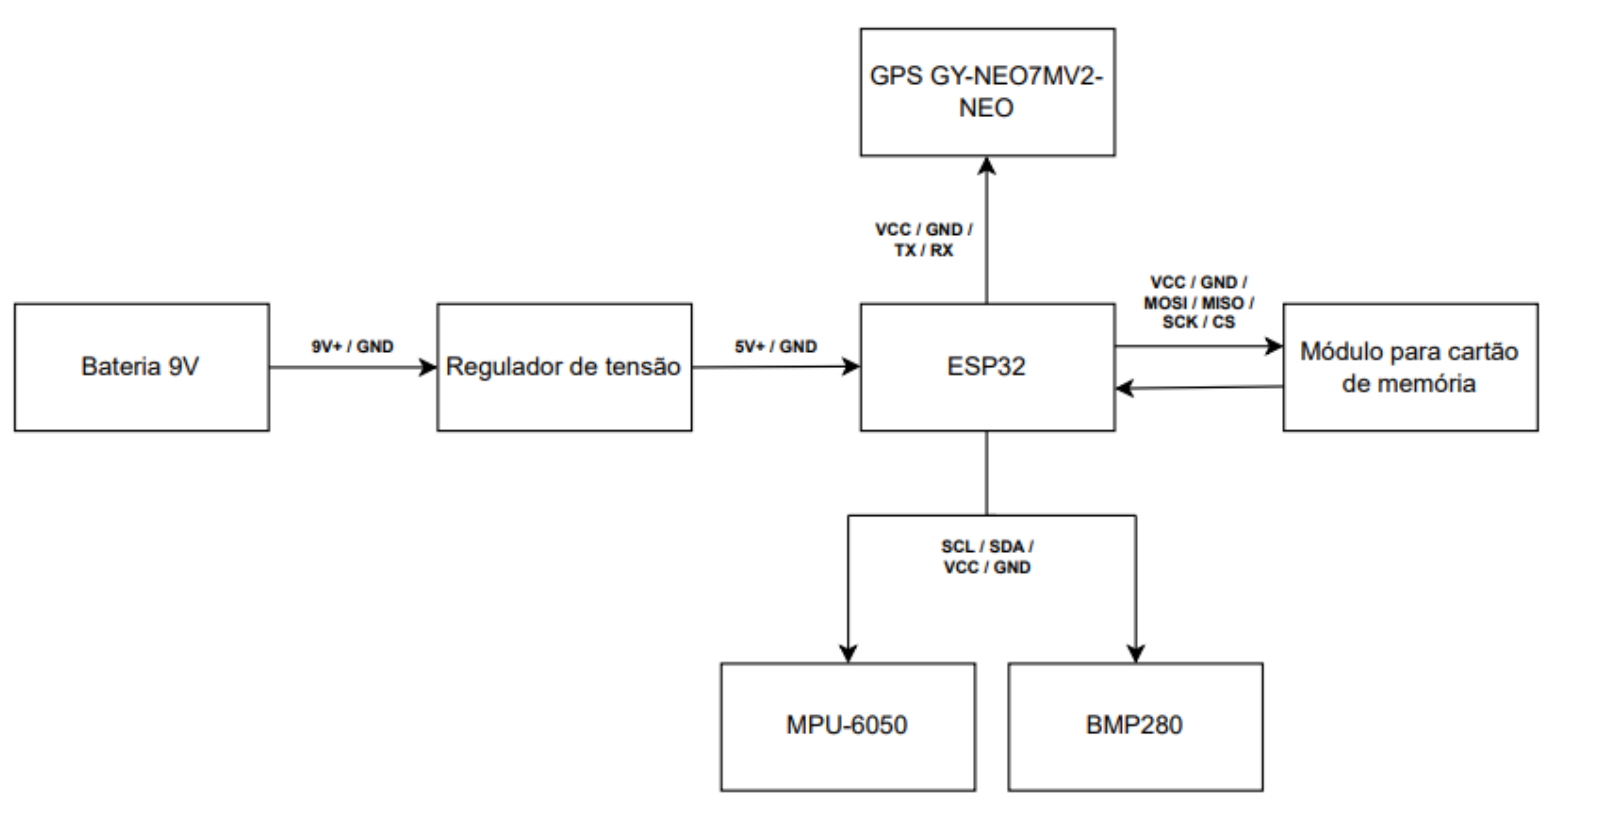 GPS GY-NEO7MV2-
NEO
VCC / GND /
TX / RX
VCC / GND /
MOSI / MISO /
SCK / CS
Bateria 9V
9V+ / GND
Regulador de tensão
5V+ / GND
ESP32
Módulo para cartão
de memória
SCL / SDA /
VCC / GND
MPU-6050
BMP280